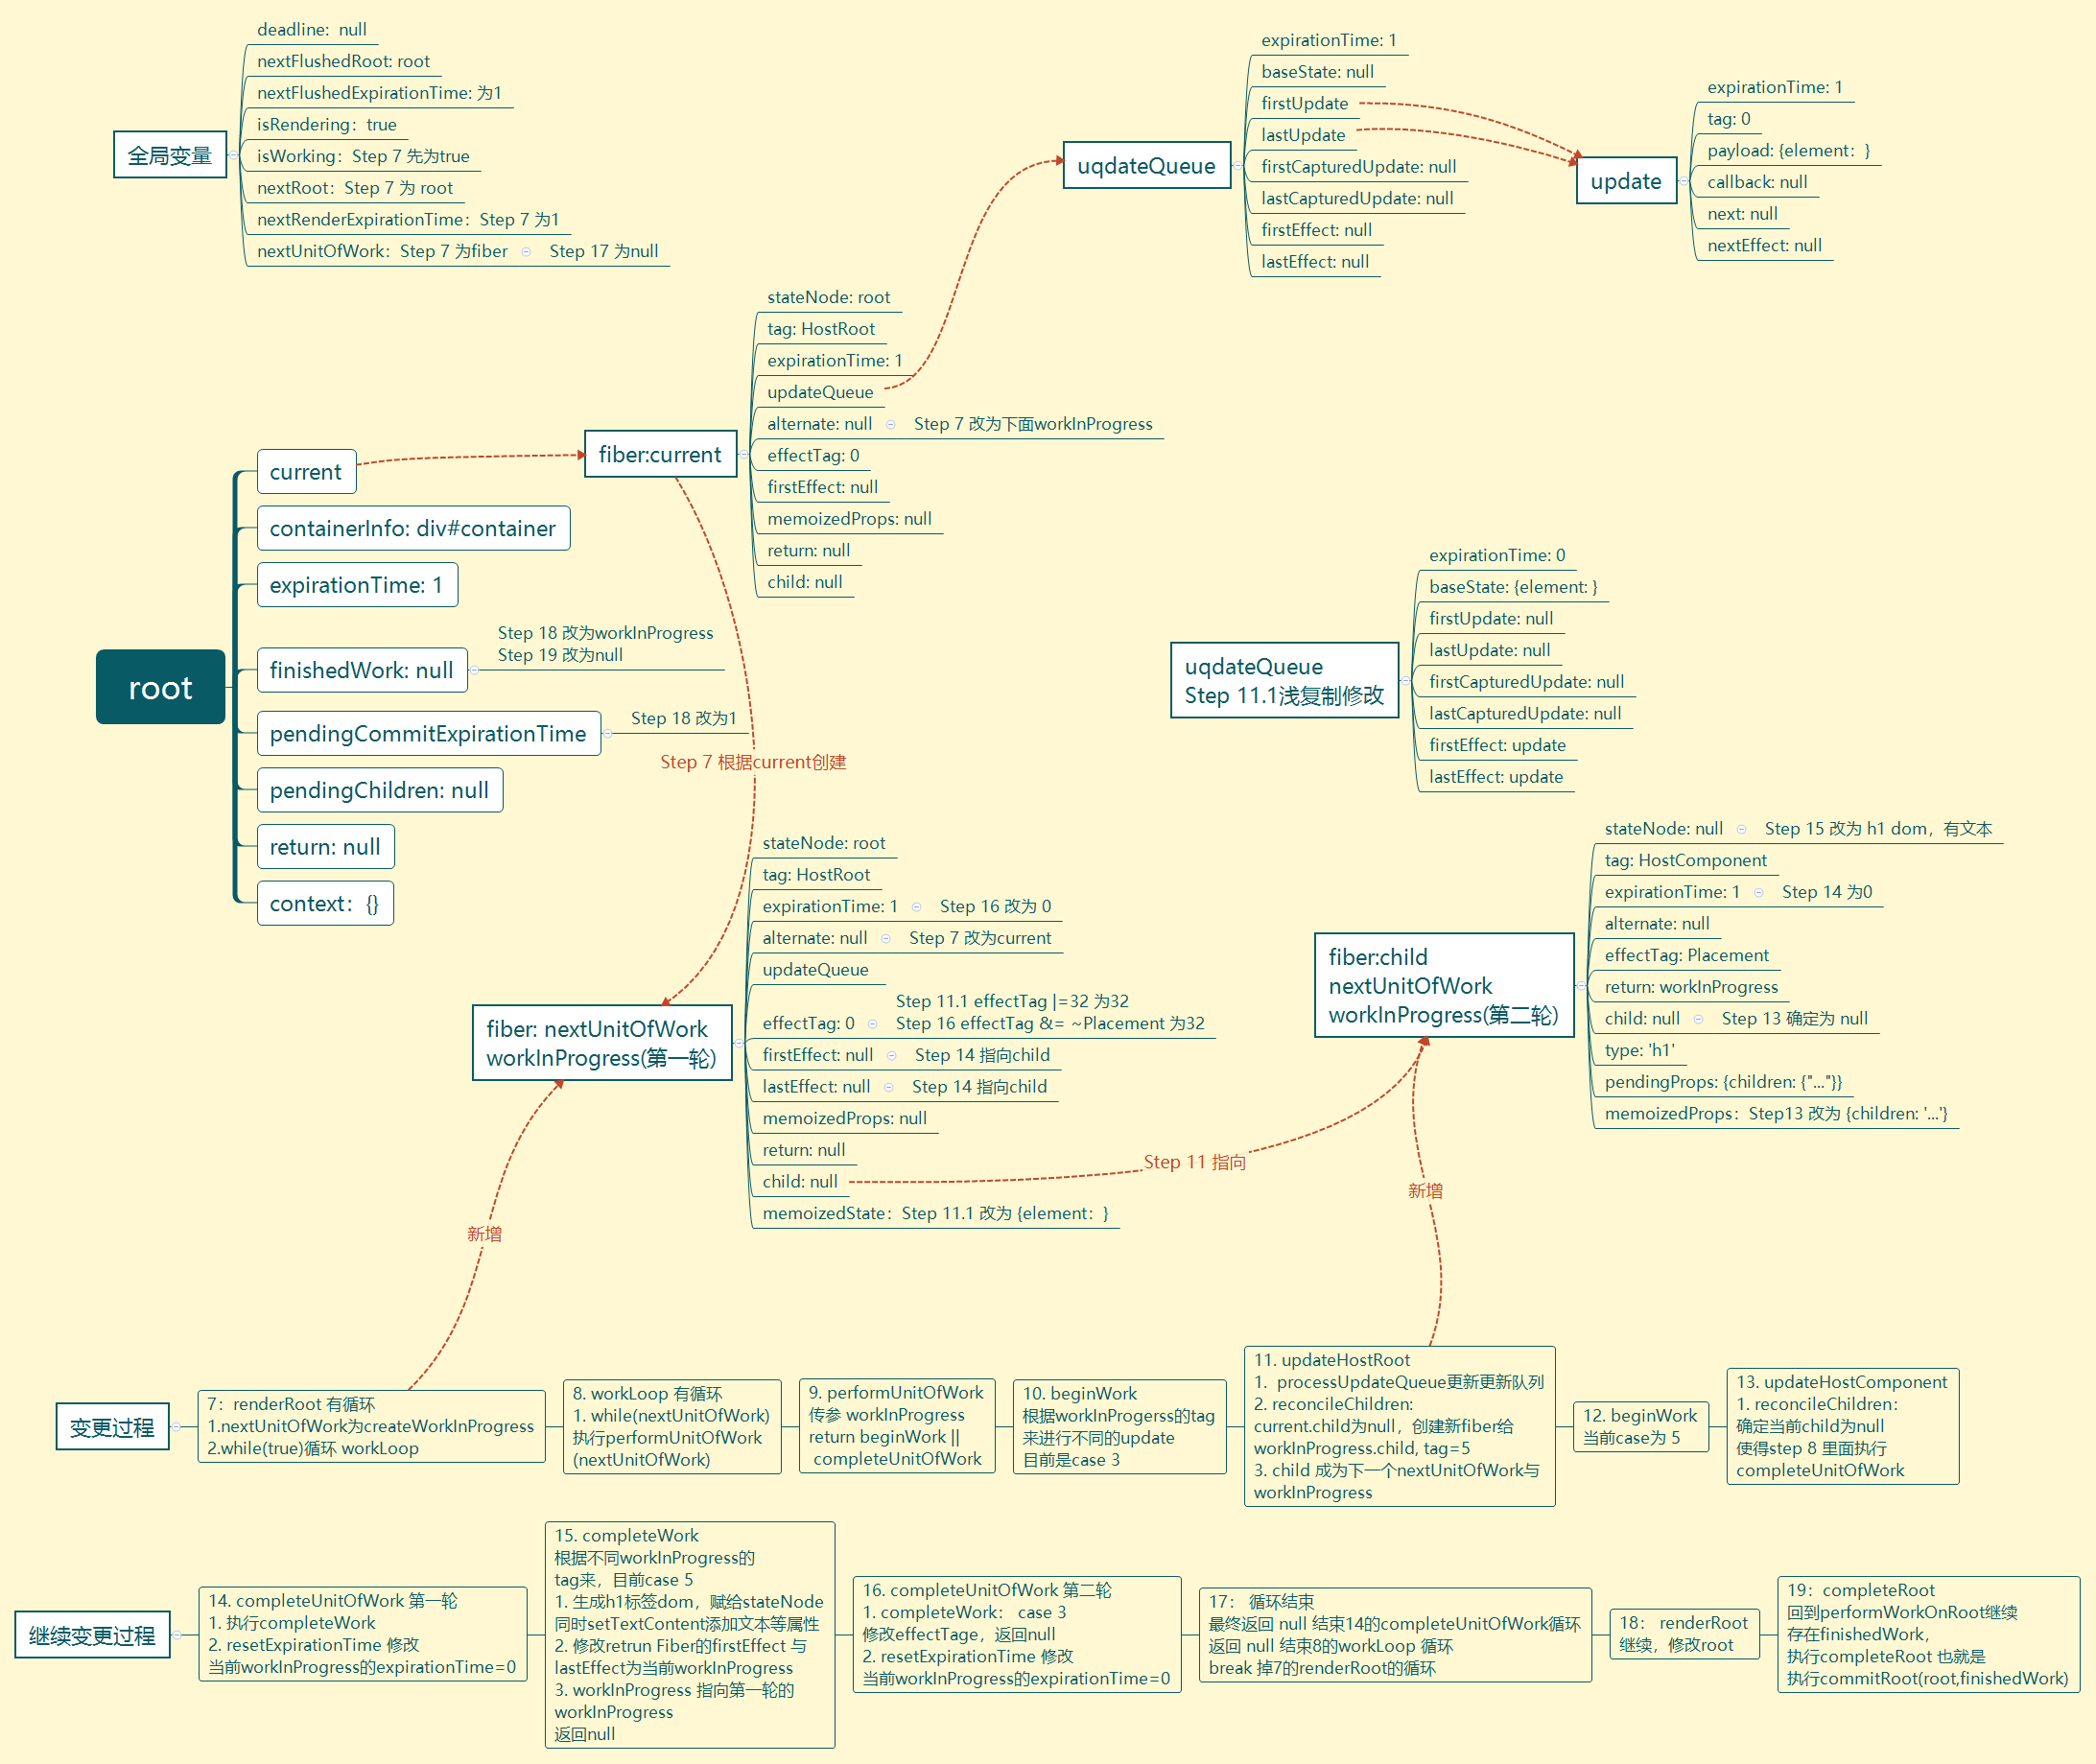 全局变量
deadline:  null
nextFlushedRoot: root
nextFlushedExpirationTime: 为1
isRendering：true
isWorking：Step 7 先为true
nextRoot：Step 7 为 root
nextRenderExpirationTime：Step 7 为1
nextUnitOfWork：Step 7 为fiber
Step 17 为null
uqdateQueue
expirationTime: 1
baseState: null
firstUpdate
lastUpdate
firstCapturedUpdate: null
lastCapturedUpdate: null
firstEffect: null
lastEffect: null
update
expirationTime: 1
tag: 0
payload: {element：}
callback: null
next: null
nextEffect: null
root
current
containerInfo: div#container
expirationTime: 1
finishedWork: null
Step 18 改为workInProgress
Step 19 改为null
pendingCommitExpirationTime
Step 18 改为1
pendingChildren: null
return: null
context：{}
fiber:current
stateNode: root
tag: HostRoot
expirationTime: 1
updateQueue
alternate: null
Step 7 改为下面workInProgress
effectTag: 0
firstEffect: null
memoizedProps: null
return: null
child: null
Step 7 根据current创建
uqdateQueue
Step 11.1浅复制修改
expirationTime: 0
baseState: {element: }
firstUpdate: null
lastUpdate: null
firstCapturedUpdate: null
lastCapturedUpdate: null
firstEffect: update
lastEffect: update
fiber: nextUnitOfWork
workInProgress(第一轮)
stateNode: root
tag: HostRoot
expirationTime: 1
Step 16 改为 0
alternate: null
Step 7 改为current
updateQueue
effectTag: 0
Step 11.1 effectTag |=32 为32
Step 16 effectTag &= ~Placement 为32
firstEffect: null
Step 14 指向child
lastEffect: null
Step 14 指向child
memoizedProps: null
return: null
child: null
memoizedState：Step 11.1 改为 {element：}
Step 11 指向
新增
新增
fiber:child
nextUnitOfWork
workInProgress(第二轮)
stateNode: null
Step 15 改为 h1 dom，有文本
tag: HostComponent
expirationTime: 1
Step 14 为0
alternate: null
effectTag: Placement
return: workInProgress
child: null
Step 13 确定为 null
type: 'h1'
pendingProps: {children: {"..."}}
memoizedProps：Step13 改为 {children: '...'}
变更过程
7：renderRoot 有循环
1.nextUnitOfWork为createWorkInProgress
2.while(true)循环 workLoop
8. workLoop 有循环
1. while(nextUnitOfWork)
执行performUnitOfWork
(nextUnitOfWork)
9. performUnitOfWork
传参 workInProgress
return beginWork ||
completeUnitOfWork
10. beginWork
根据workInProgerss的tag
来进行不同的update
目前是case 3
11. updateHostRoot
1.  processUpdateQueue更新更新队列
2. reconcileChildren:
current.child为null，创建新fiber给
workInProgress.child, tag=5
3. child 成为下一个nextUnitOfWork与
workInProgress
12. beginWork
当前case为 5
13. updateHostComponent
1. reconcileChildren：
确定当前child为null
使得step 8 里面执行
completeUnitOfWork
继续变更过程
14. completeUnitOfWork 第一轮
1. 执行completeWork
2. resetExpirationTime 修改
当前workInProgress的expirationTime=0
15. completeWork
根据不同workInProgress的
tag来，目前case 5
1. 生成h1标签dom，赋给stateNode
同时setTextContent添加文本等属性
2. 修改retrun Fiber的firstEffect 与
lastEffect为当前workInProgress
3. workInProgress 指向第一轮的
workInProgress
返回null
16. completeUnitOfWork 第二轮
1. completeWork： case 3
修改effectTage，返回null
2. resetExpirationTime 修改
当前workInProgress的expirationTime=0
17： 循环结束
最终返回 null 结束14的completeUnitOfWork循环
返回 null 结束8的workLoop 循环
break 掉7的renderRoot的循环
18： renderRoot
继续，修改root
19：completeRoot
回到performWorkOnRoot继续
存在finishedWork，
执行completeRoot 也就是
执行commitRoot(root,finishedWork)